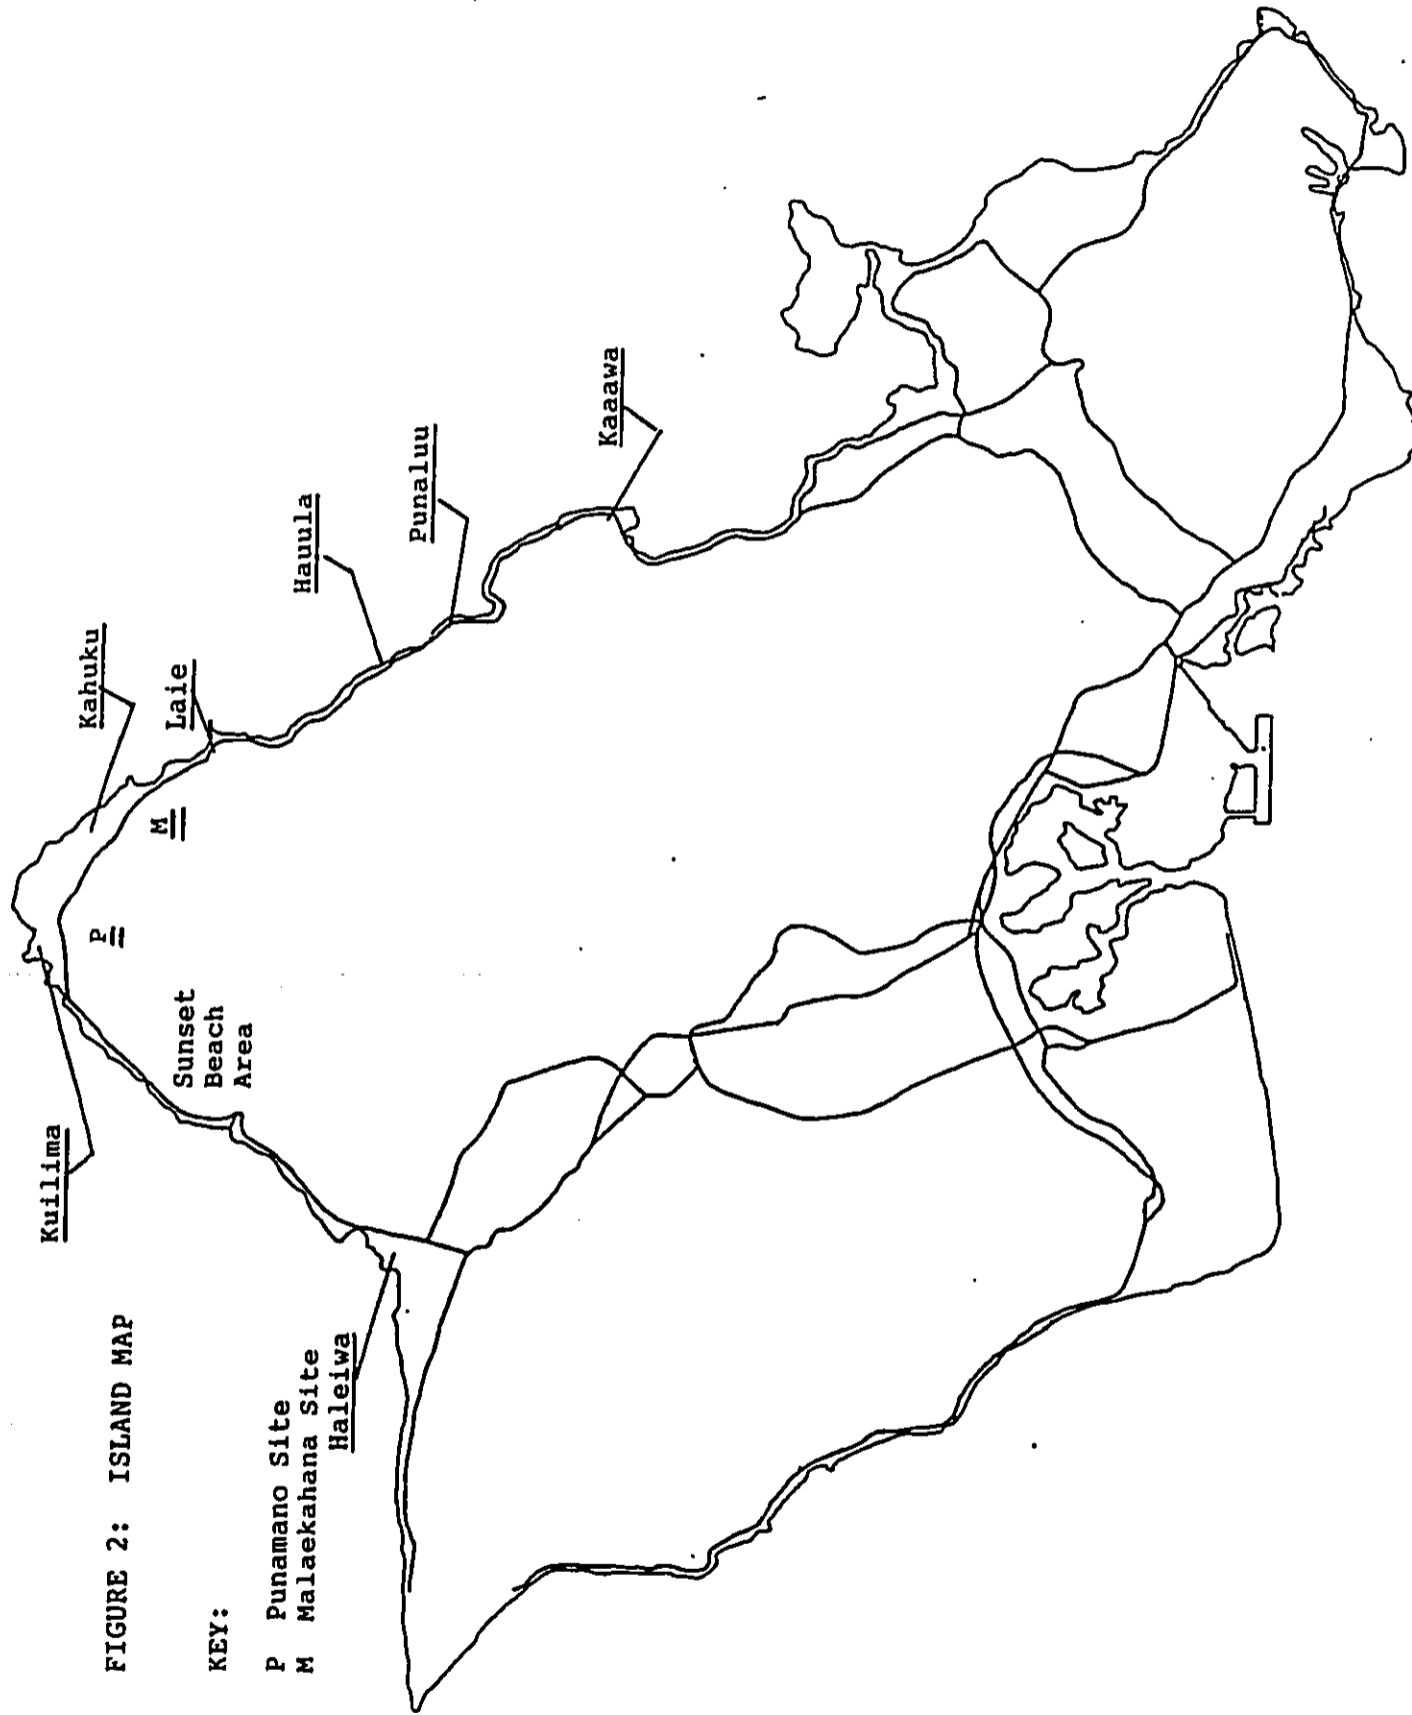 FIGURE 2: ISLAND MAP
KEY:
P Punamano Site
M Malaekahana Site
Haleiwa
Kuilima
Sunset
Beach
Area
P
M
Kahuku
Laie
Hauula
Punaluu
Kaaawa